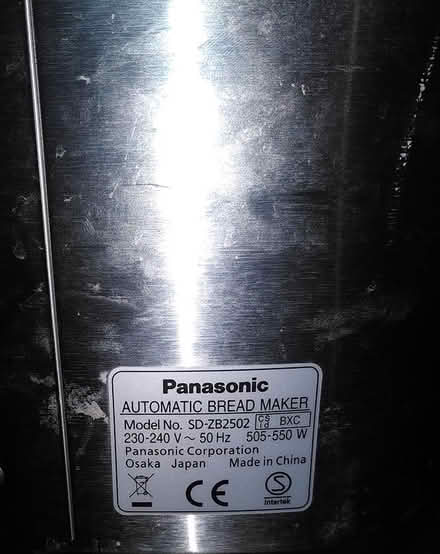 Panasonic
AUTOMATIC BREAD MAKER
Model No. SD-ZB2502 CS Id BXC
230-240 V ~ 50 Hz 505-550 W
Panasonic Corporation
Osaka Japan Made in China
CE
S
Intertek